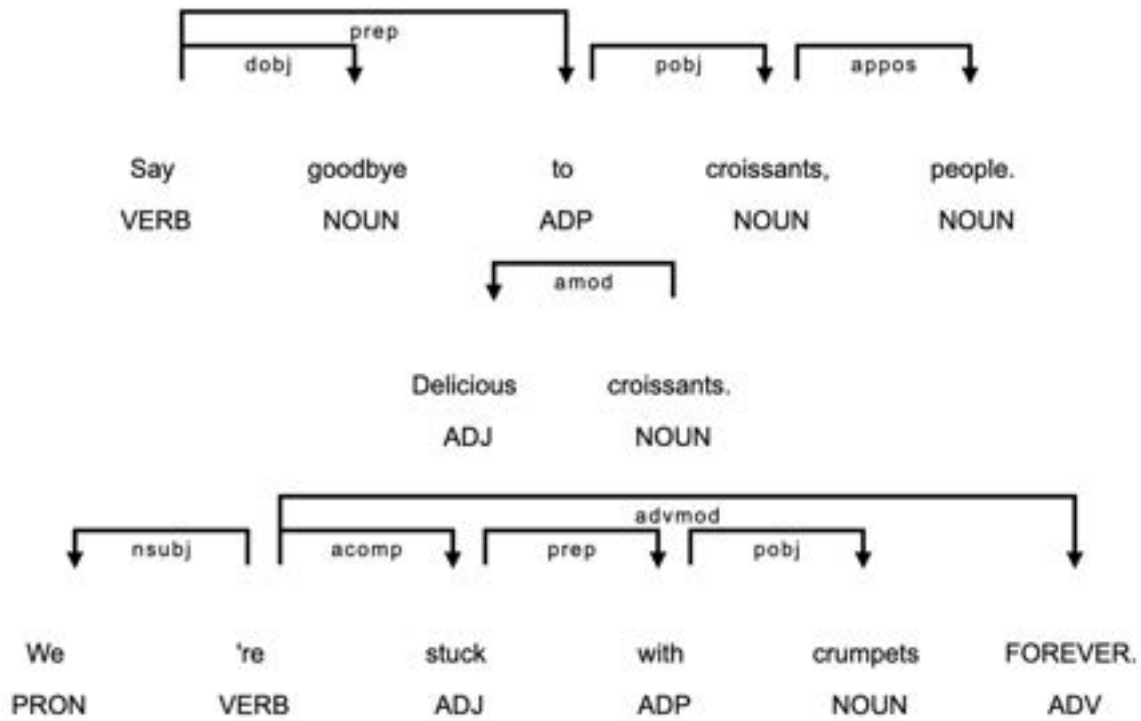 prep
dobj pobj appos
Say goodbye to croissants, people.
VERB NOUN ADP NOUN NOUN
amod
Delicious croissants.
ADJ NOUN
advmod
nsubj acomp prep pobj
We 're stuck with crumpets FOREVER.
PRON VERB ADJ ADP NOUN ADV